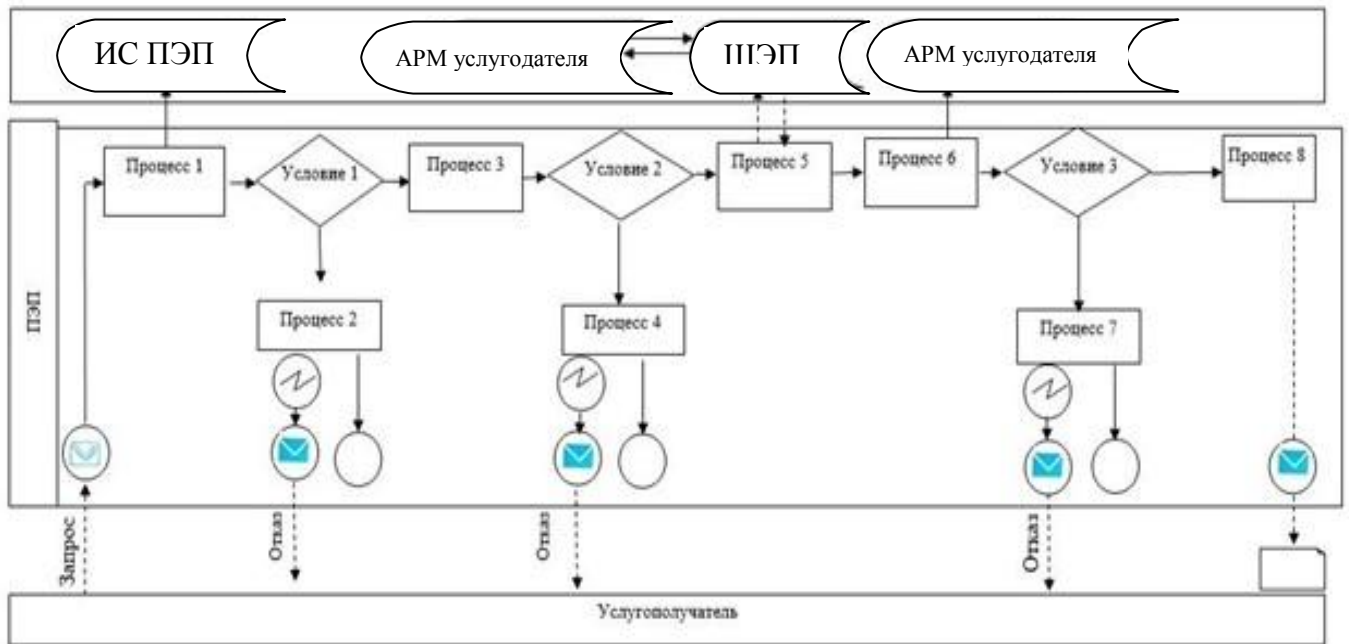 ИС ПЭП
АРМ услугодателя
ШЭП
АРМ услугодателя
ПЭП
Процесс 1
Условие 1
Процесс 3
Условие 2
Процесс 5
Процесс 6
Условие 3
Процесс 8
Процесс 2
Процесс 4
Процесс 7
Запрос
Отказ
Отказ
Отказ
Услугополучатель